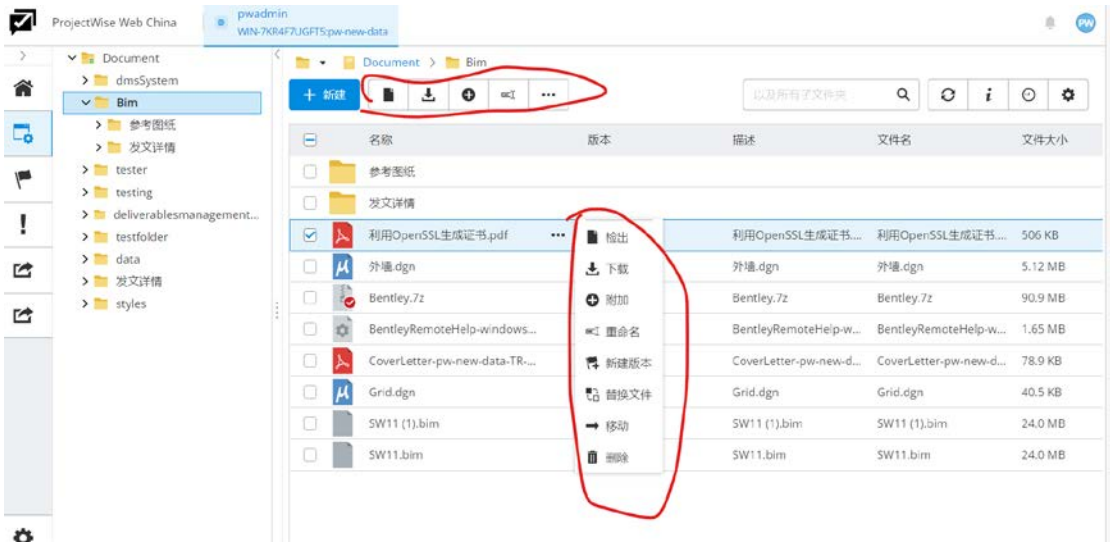 ProjectWise Web China
pwadmin
WIN-7KR4F7UGFT5:pw-new-data
PW
Document
dmsSystem
Bim
参考图纸
发文详情
tester
testing
deliverablesmanagement...
testfolder
data
发文详情
styles
Document > Bim
新建
以及所有子文件夹
名称 版本 描述 文件名 文件大小
参考图纸
发文详情
利用OpenSSL生成证书.pdf 利用OpenSSL生成证书.... 利用OpenSSL生成证书.... 506 KB
外墙.dgn 外墙.dgn 外墙.dgn 5.12 MB
Bentley.7z Bentley.7z Bentley.7z 90.9 MB
BentleyRemoteHelp-windows... BentleyRemoteHelp-w... BentleyRemoteHelp-w... 1.65 MB
CoverLetter-pw-new-data-TR-... CoverLetter-pw-new-d... CoverLetter-pw-new-d... 78.9 KB
Grid.dgn Grid.dgn Grid.dgn 40.5 KB
SW11 (1).bim SW11 (1).bim SW11 (1).bim 24.0 MB
SW11.bim SW11.bim SW11.bim 24.0 MB
检出
下载
附加
重命名
新建版本
替换文件
移动
删除